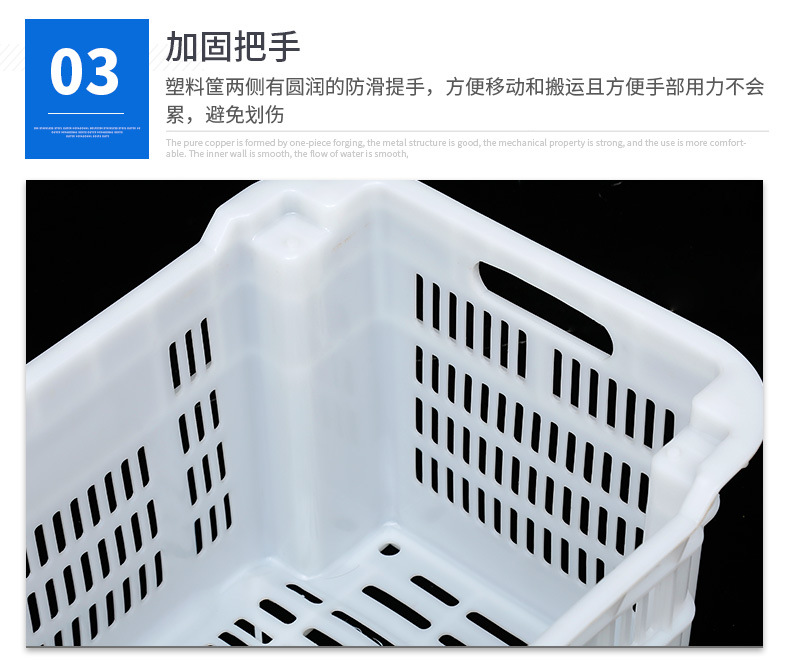 03
加固把手
塑料筐两侧有圆润的防滑提手，方便移动和搬运且方便手部用力不会
累，避免划伤
The pure copper is formed by one-piece forging, the metal structure is good, the mechanical property is strong, and the use is more comfort-
able. The inner wall is smooth, the flow of water is smooth,